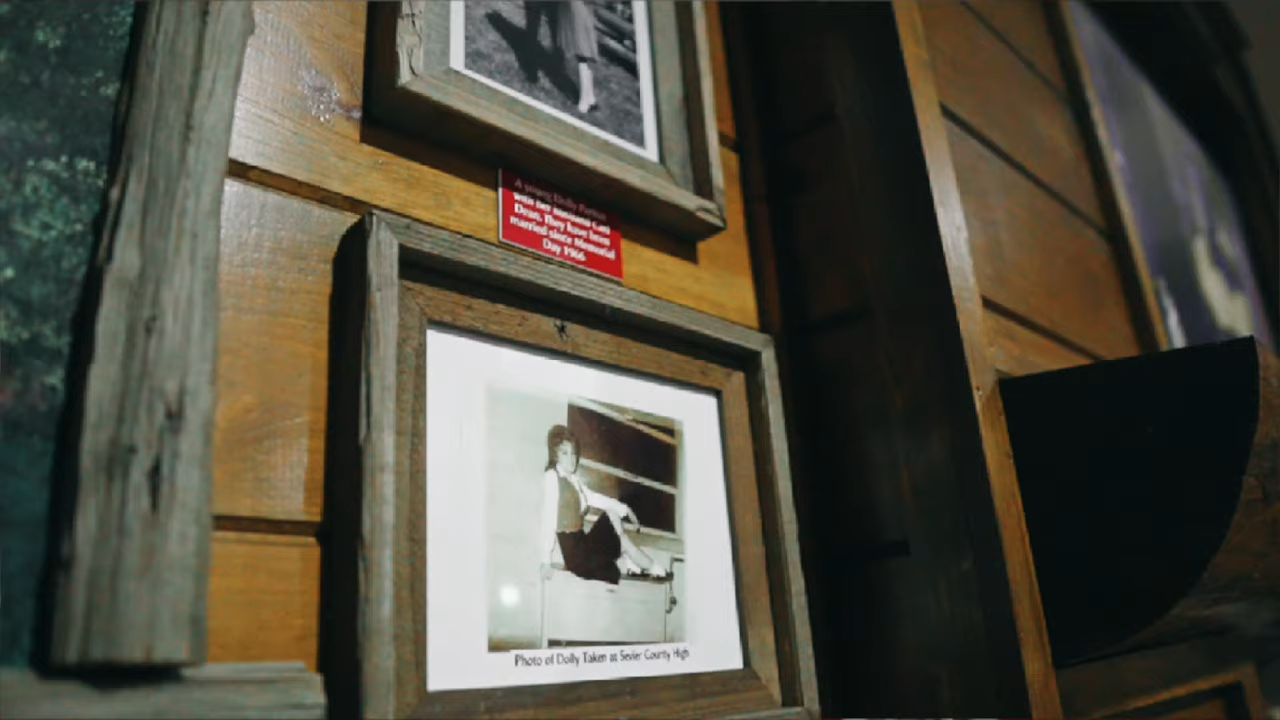 A young Dolly Parton
with her husband Carl
Dean. They have been
married since Memorial
Day 1966
Photo of Dolly Taken at Sevier County High